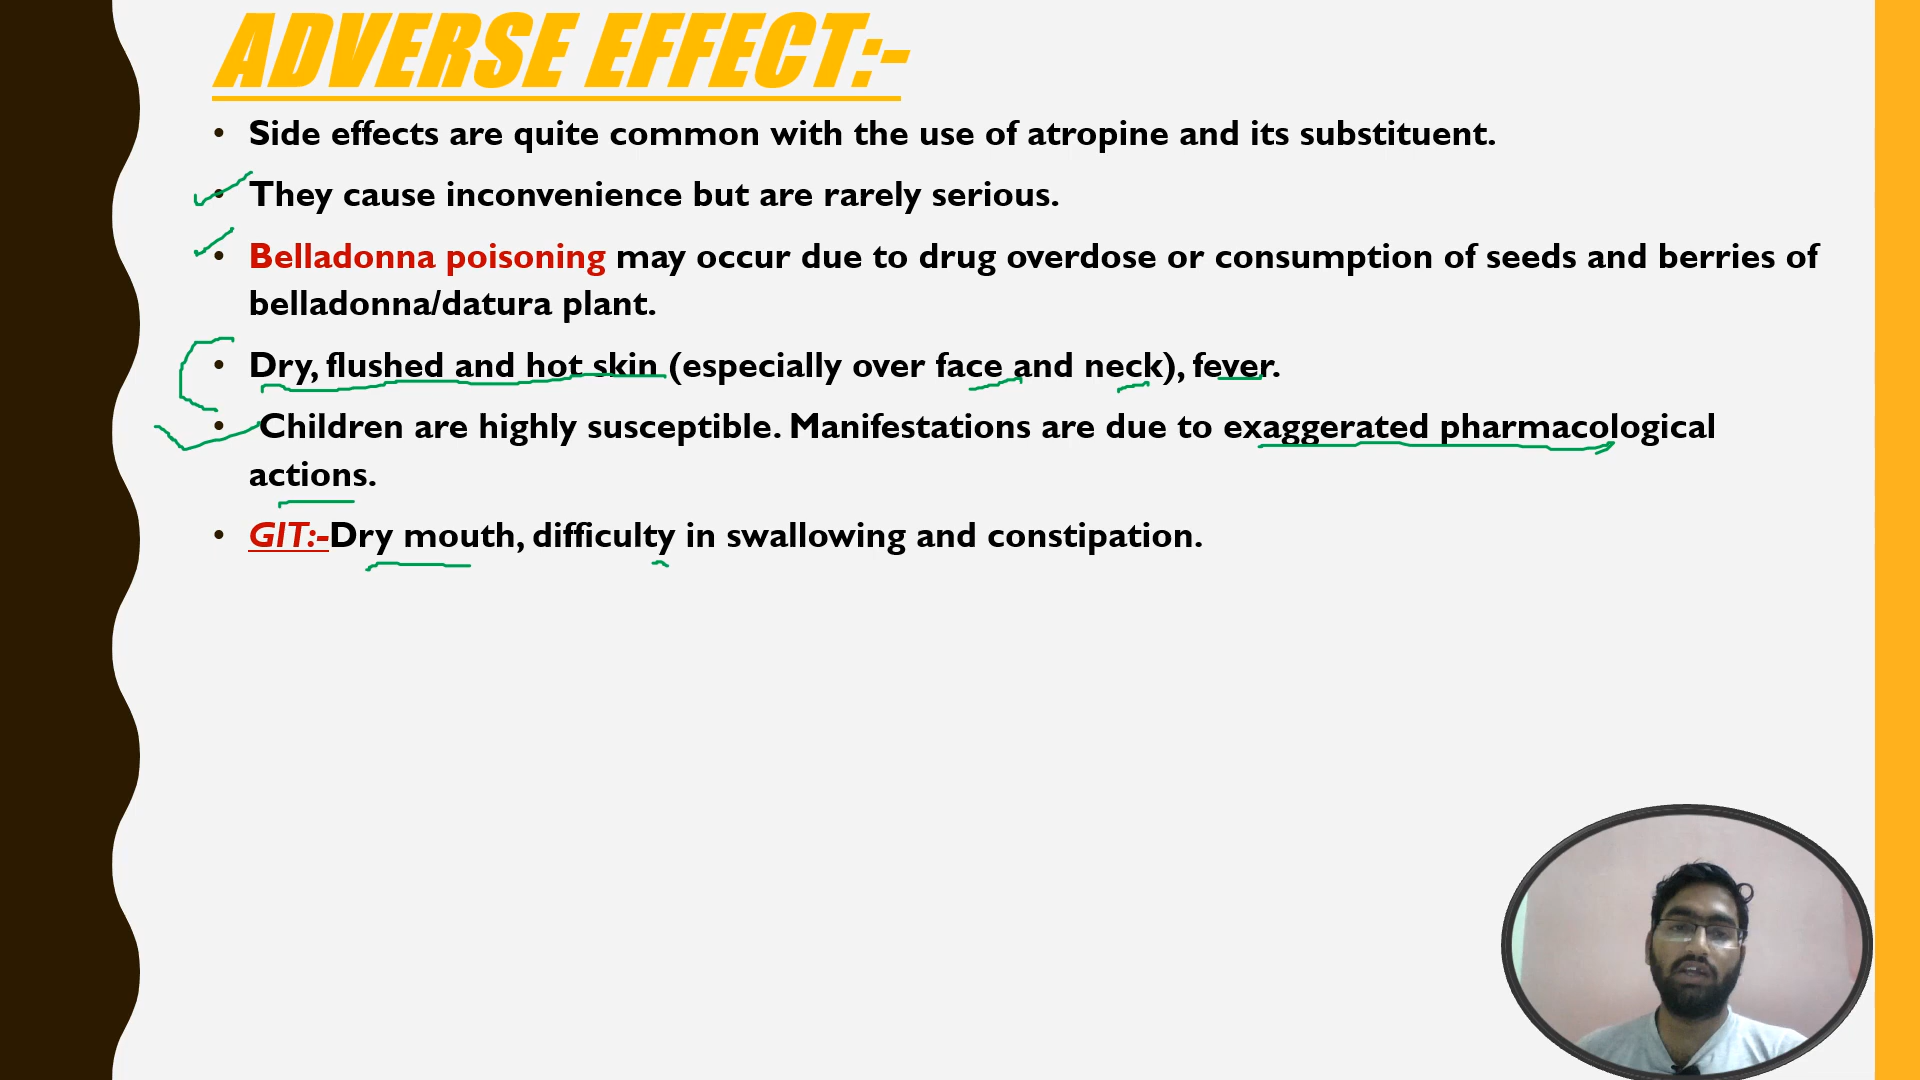 ADVERSE EFFECT:-
• Side effects are quite common with the use of atropine and its substituent.
• They cause inconvenience but are rarely serious.
• Belladonna poisoning may occur due to drug overdose or consumption of seeds and berries of
belladonna/datura plant.
• Dry, flushed and hot skin (especially over face and neck), fever.
• Children are highly susceptible. Manifestations are due to exaggerated pharmacological
actions.
• GIT:-Dry mouth, difficulty in swallowing and constipation.